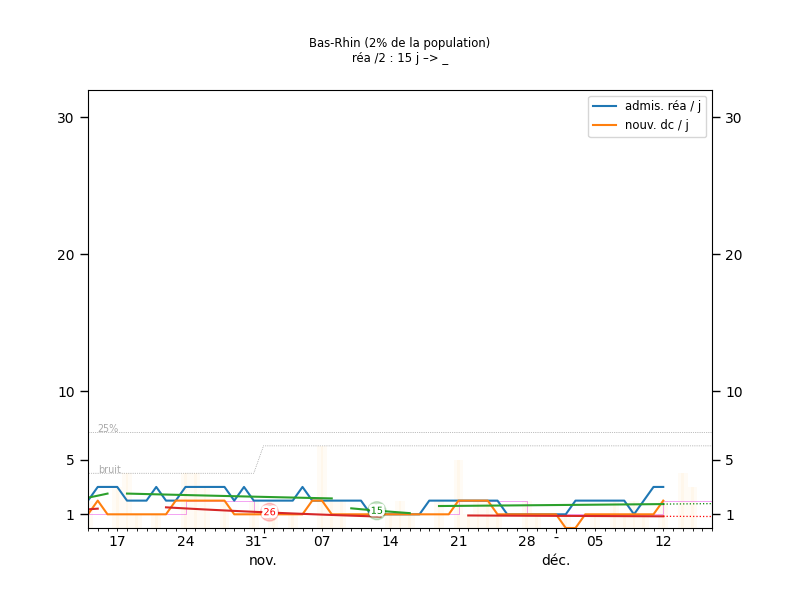 Bas-Rhin (2% de la population)
réa /2 : 15 j –> _
admis. réa / j
nouv. dc / j
30 30
20 20
10 10
25%
5 5
bruit
26 15
1 1
17 24 31 07 14 21 28 - 05 12
nov. déc.